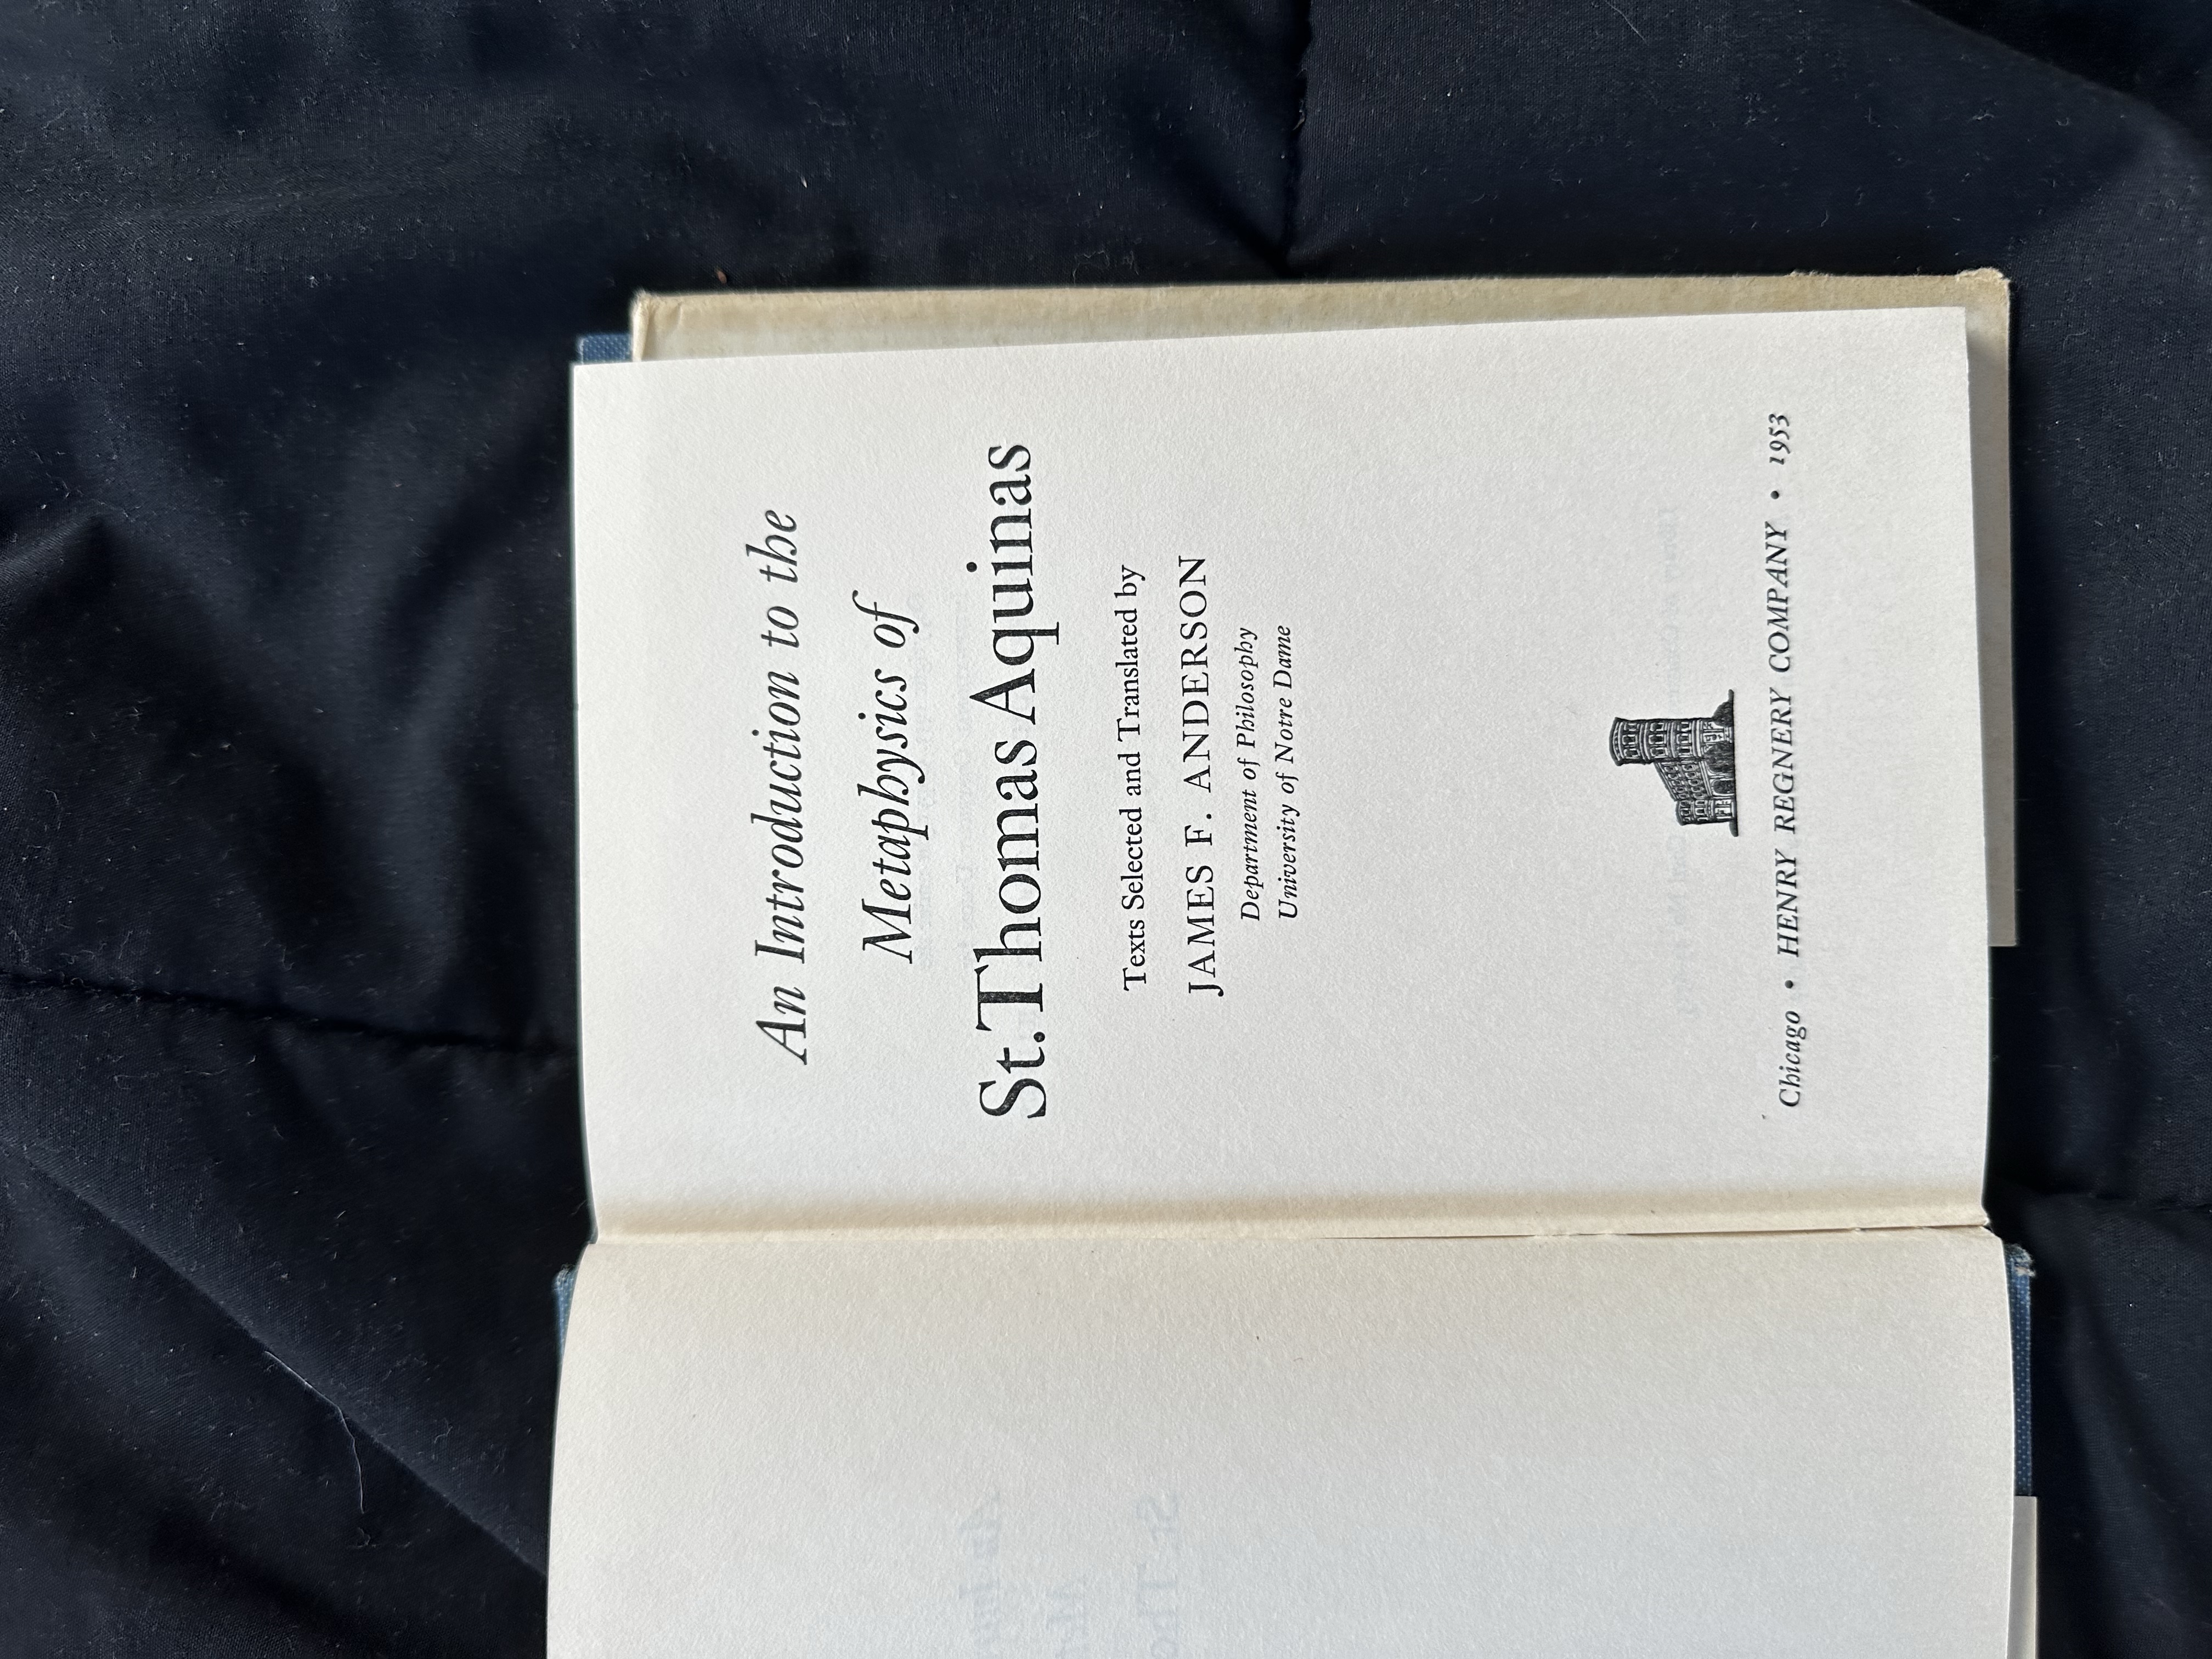 An Introduction to the
Metaphysics of
St. Thomas Aquinas
Texts Selected and Translated by
JAMES F. ANDERSON
Department of Philosophy
University of Notre Dame
Chicago • HENRY REGNERY COMPANY • 1953